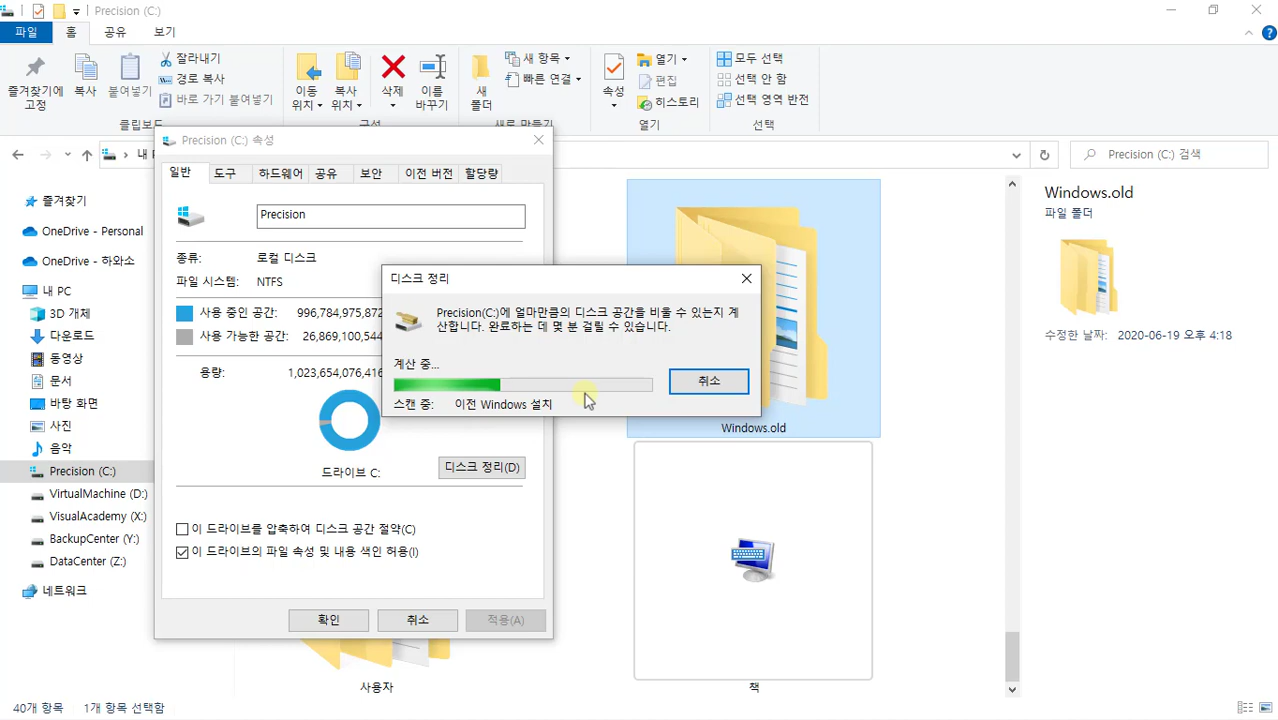 Precision (C:)
파일
홈
공유
보기
즐겨찾기에
고정
복사
붙여넣기
잘라내기
경로 복사
바로 가기 붙여넣기
클립보드
이동
위치
복사
위치
삭제
이름
바꾸기
구성
새
폴더
새 항목
빠른 연결
새로 만들기
속성
열기
편집
히스토리
열기
모두 선택
선택 안 함
선택 영역 반전
선택
Precision (C:) 검색
즐겨찾기
OneDrive - Personal
OneDrive - 하와소
내 PC
3D 개체
다운로드
동영상
문서
바탕 화면
사진
음악
Precision (C:)
VirtualMachine (D:)
VisualAcademy (X:)
BackupCenter (Y:)
DataCenter (Z:)
네트워크
Precision (C:) 속성
일반
도구
하드웨어
공유
보안
이전 버전
할당량
Precision
종류: 로컬 디스크
파일 시스템: NTFS
사용 중인 공간: 996,784,975,872
사용 가능한 공간: 26,869,100,544
용량: 1,023,654,076,416
드라이브 C:
디스크 정리(D)
이 드라이브를 압축하여 디스크 공간 절약(C)
이 드라이브의 파일 속성 및 내용 색인 허용(I)
확인
취소
적용(A)
디스크 정리
Precision(C:)에 얼마만큼의 디스크 공간을 비울 수 있는지 계
산합니다. 완료하는 데 몇 분 걸릴 수 있습니다.
계산 중...
취소
스캔 중: 이전 Windows 설치
Windows.old
사용자
책
Windows.old
파일 폴더
수정한 날짜: 2020-06-19 오후 4:18
40개 항목
1개 항목 선택함